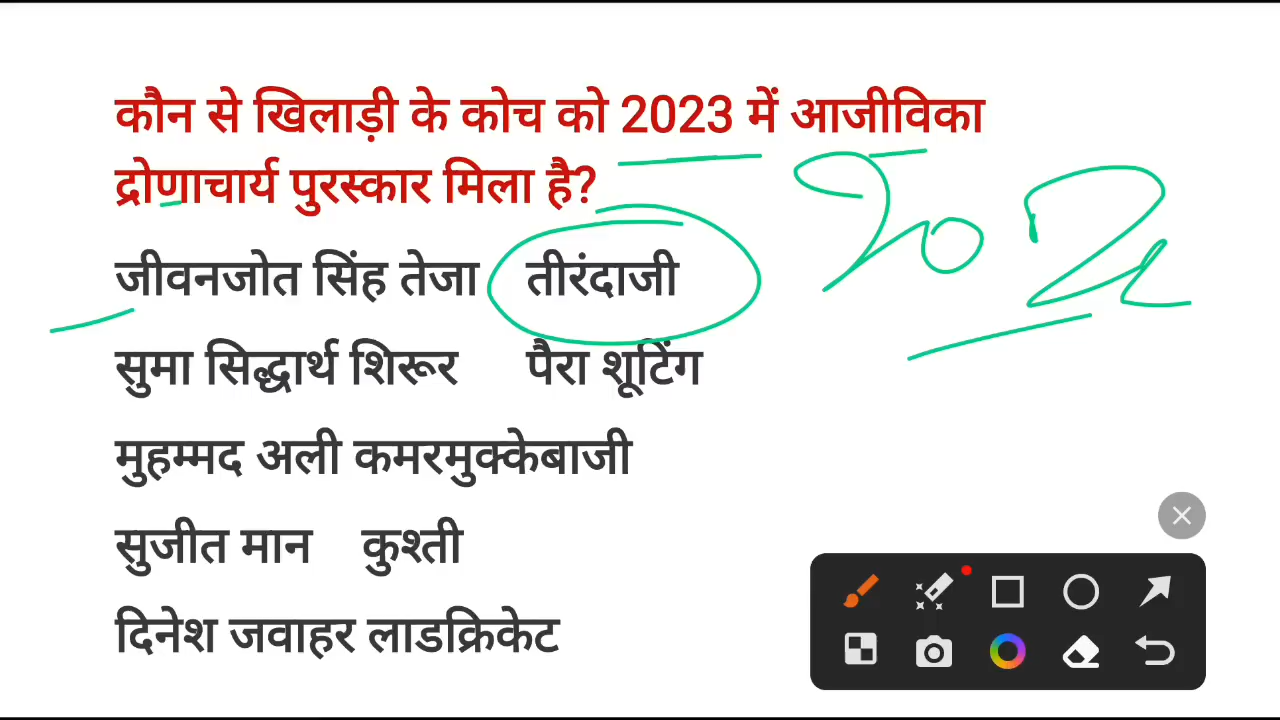 कौन से खिलाड़ी के कोच को 2023 में आजीविका
द्रोणाचार्य पुरस्कार मिला है?
जीवनजोत सिंह तेजा तीरंदाजी
सुमा सिद्धार्थ शिरूर पैरा शूटिंग
मुहम्मद अली कमरमुक्केबाजी
सुजीत मान कुश्ती
दिनेश जवाहर लाडक्रिकेट